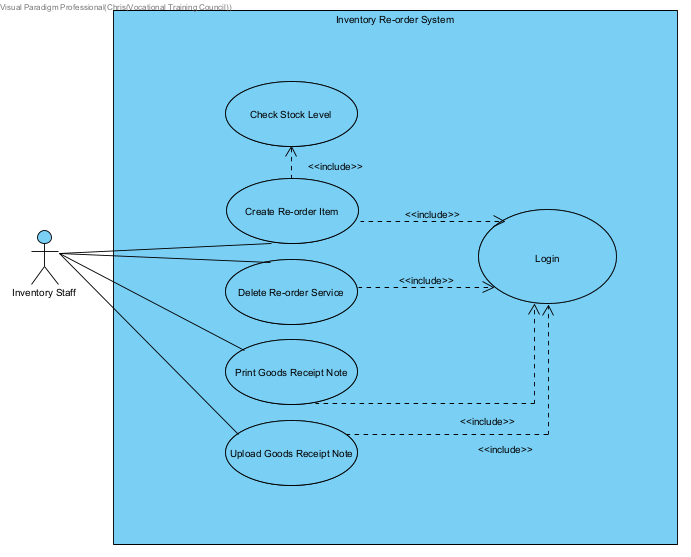 Visual Paradigm Professional(Chris(Vocational Training Council))
Inventory Re-order System
Check Stock Level
<<include>>
Create Re-order Item
<<include>>
Login
Delete Re-order Service
<<include>>
Inventory Staff
Print Goods Receipt Note
<<include>>
Upload Goods Receipt Note
<<include>>